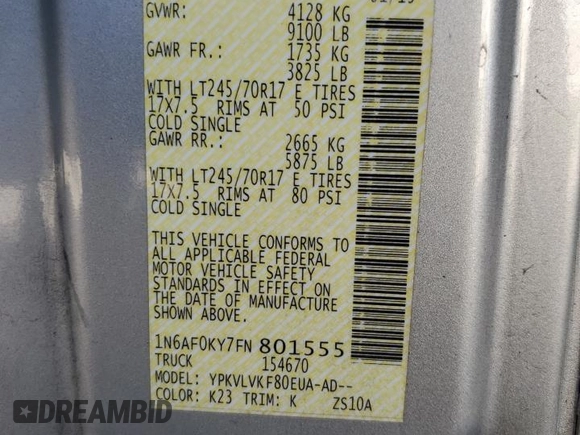 GVWR: 4128 KG
9100 LB
GAWR FR.: 1735 KG
3825 LB
WITH LT245/70R17 E TIRES
17X7.5 RIMS AT 50 PSI
COLD SINGLE
GAWR RR.: 2665 KG
5875 LB
WITH LT245/70R17 E TIRES
17X7.5 RIMS AT 80 PSI
COLD SINGLE
THIS VEHICLE CONFORMS TO
ALL APPLICABLE FEDERAL
MOTOR VEHICLE SAFETY
STANDARDS IN EFFECT ON
THE DATE OF MANUFACTURE
SHOWN ABOVE.
1N6AF0KY7FN801555
TRUCK 154670
MODEL: YPKVLVKF80EUA-AD--
COLOR: K23 TRIM: K ZS10A
AUTOBIDMASTER